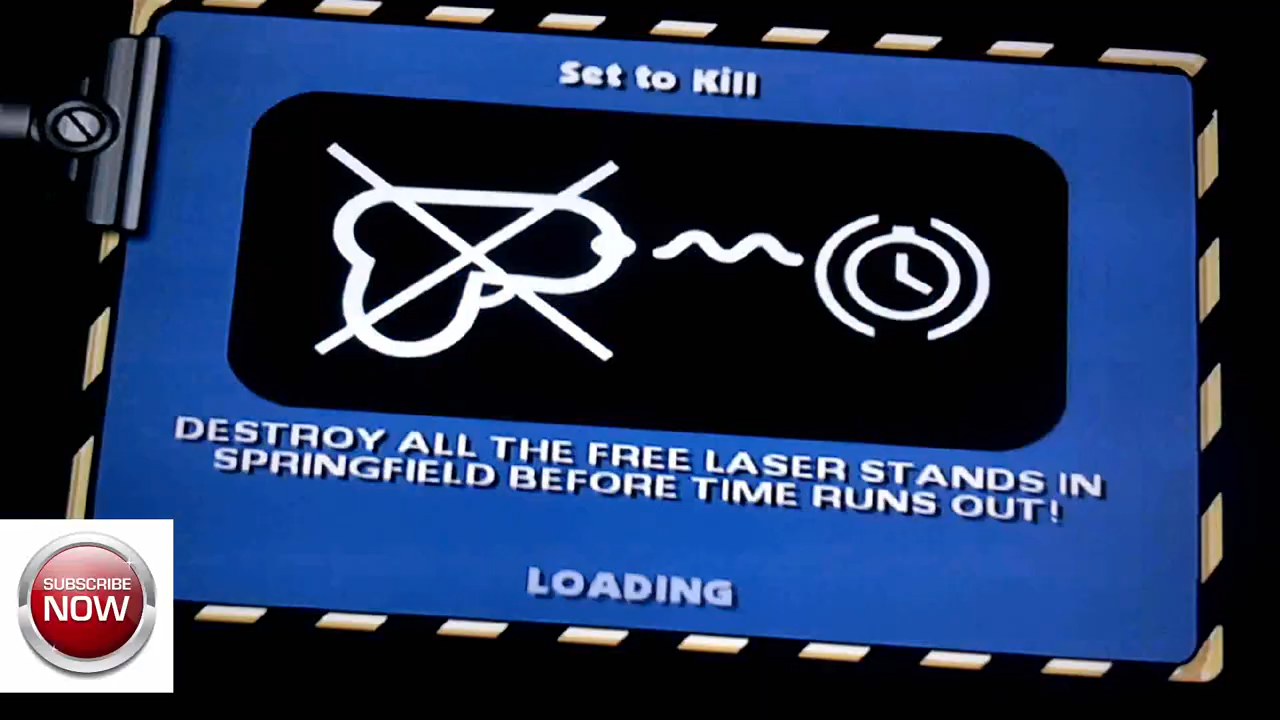 Set to Kill
DESTROY ALL THE FREE LASER STANDS IN
SPRINGFIELD BEFORE TIME RUNS OUT!
LOADING
SUBSCRIBE
NOW